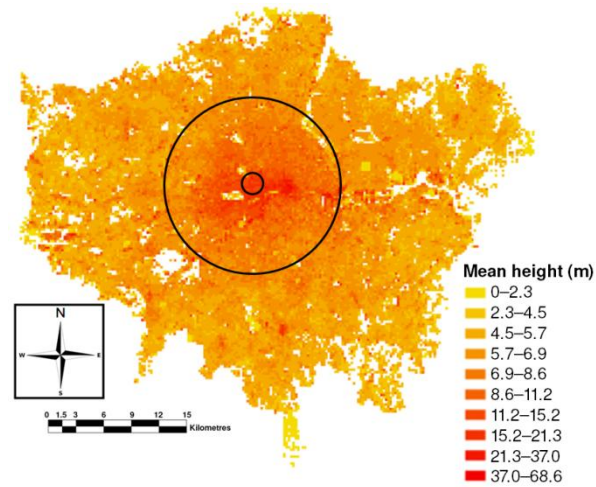 Mean height (m)
0–2.3
2.3–4.5
4.5–5.7
5.7–6.9
6.9–8.6
8.6–11.2
11.2–15.2
15.2–21.3
21.3–37.0
37.0–68.6
N
W E
S
0 1.5 3 6 9 12 15
Kilometres